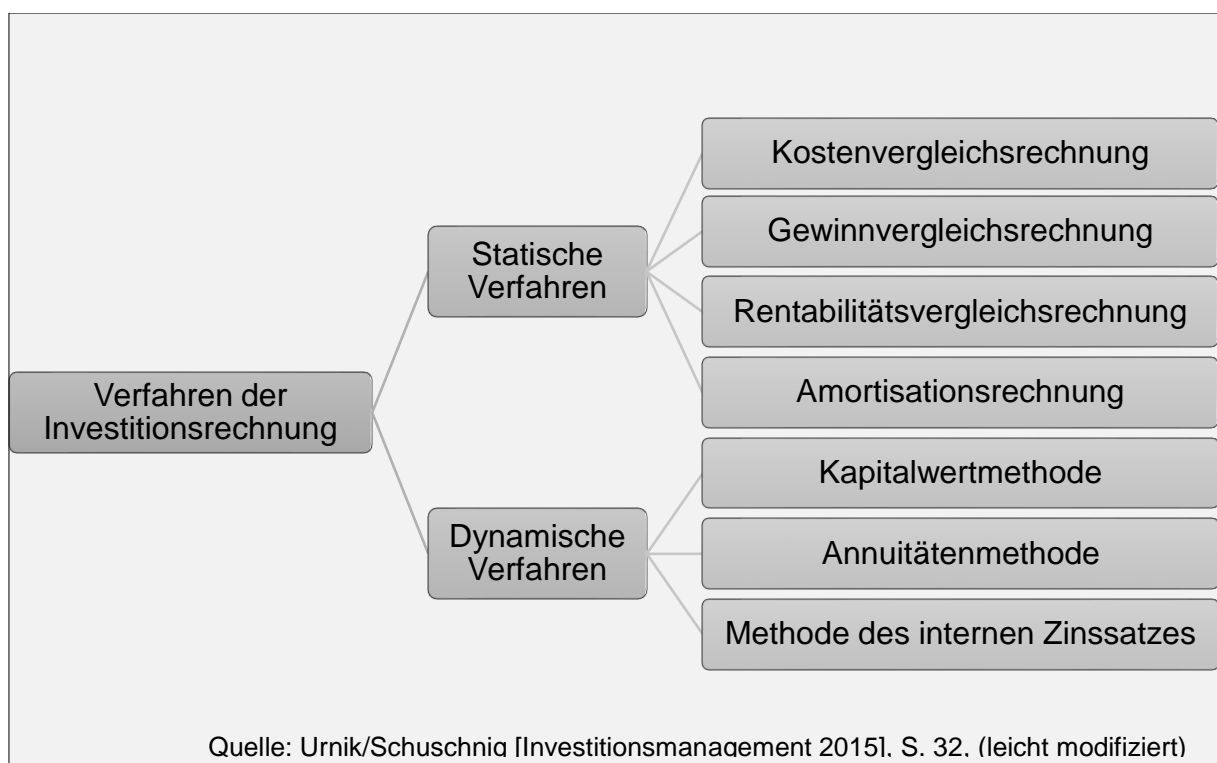 Kostenvergleichsrechnung
Gewinnvergleichsrechnung
Statische
Verfahren
Rentabilitätsvergleichsrechnung
Amortisationsrechnung
Verfahren der
Investitionsrechnung
Kapitalwertmethode
Dynamische
Verfahren
Annuitätenmethode
Methode des internen Zinssatzes
Quelle: Urnik/Schuschnig [Investitionsmanagement 2015], S. 32, (leicht modifiziert)